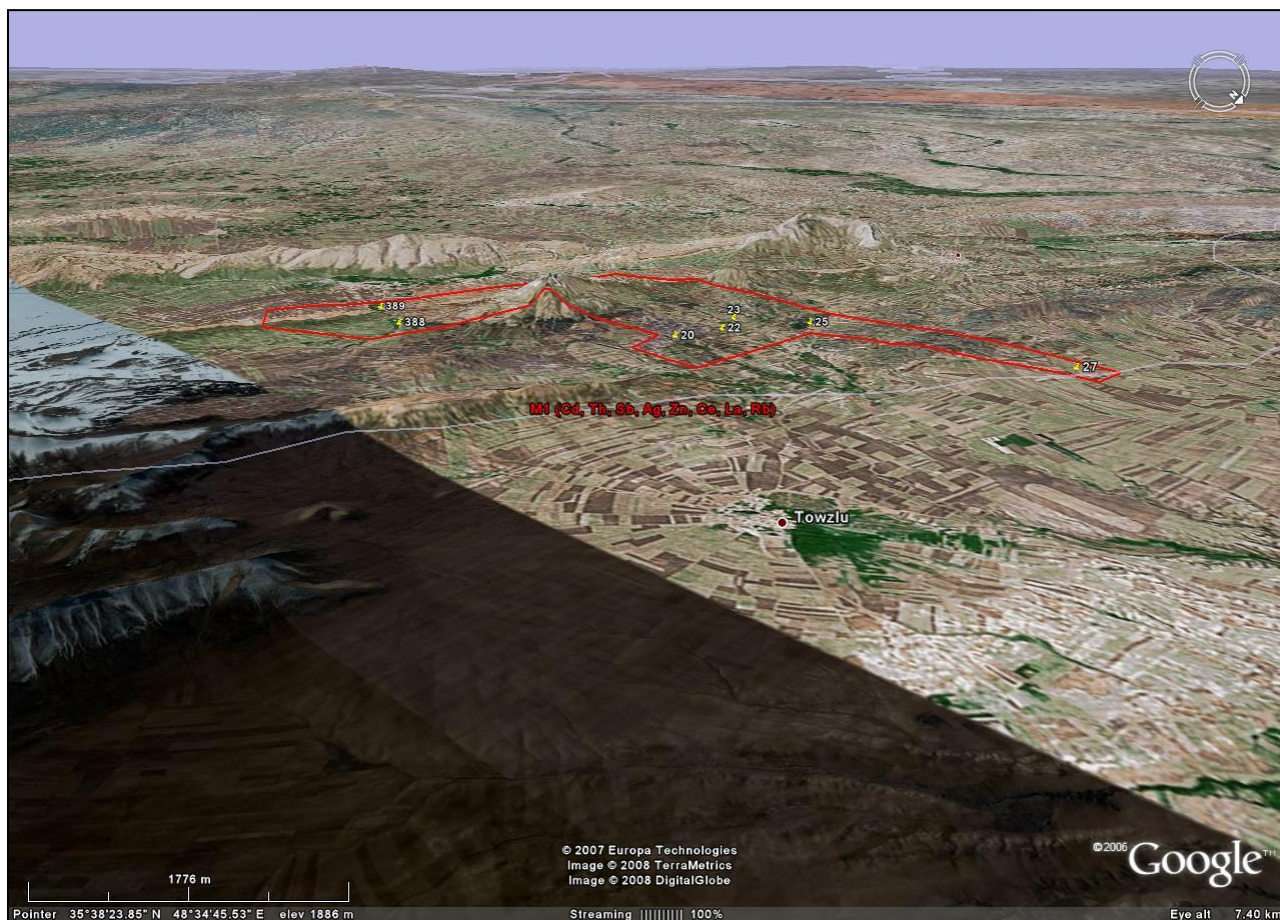 N
389
388
23
22
20
25
27
M1 (Cd, Th, Sb, Ag, Zn, Ce, La, Rb)
Towzlu
© 2007 Europa Technologies
Image © 2008 TerraMetrics
Image © 2008 DigitalGlobe
©2006 Google™
1776 m
Pointer 35°38'23.85" N 48°34'45.53" E elev 1886 m
Streaming |||||||||| 100%
Eye alt 7.40 km